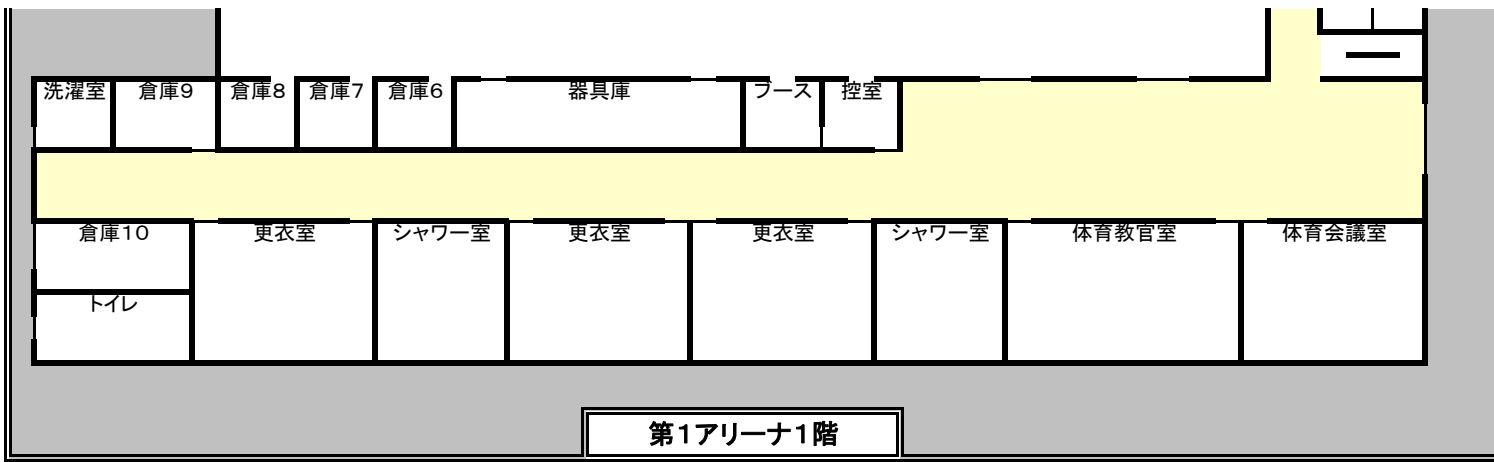 洗濯室 倉庫9 倉庫8 倉庫7 倉庫6 器具庫 ブース 控室
倉庫10 更衣室 シャワー室 更衣室 更衣室 シャワー室 体育教官室 体育会議室
トイレ
第1アリーナ1階